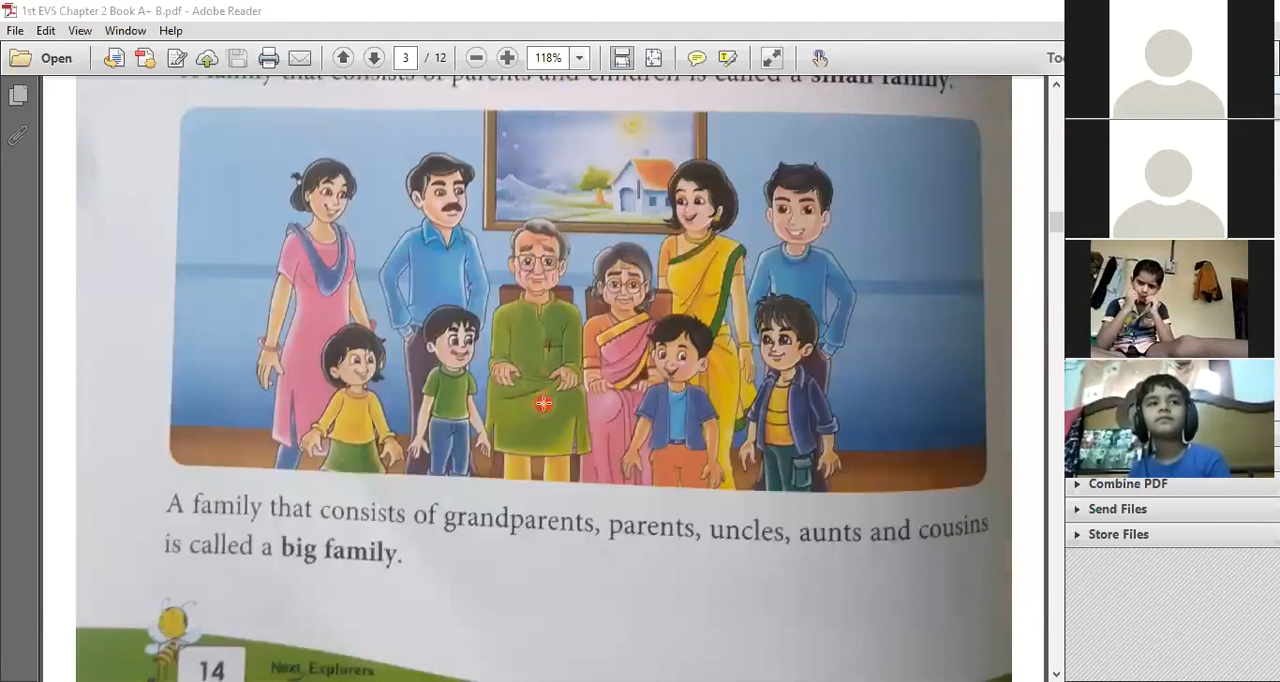 1st EVS Chapter 2 Book A+ B.pdf - Adobe Reader
File Edit View Window Help
Open 3 / 12 118%
A family that consists of parents and children is called a small family.
A family that consists of grandparents, parents, uncles, aunts and cousins
is called a big family.
14 Next Explorers
Combine PDF
Send Files
Store Files